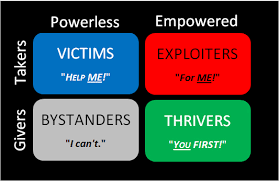 Powerless Empowered
Takers
VICTIMS
"HELP ME!"
EXPLOITERS
"For ME!"
Givers
BYSTANDERS
"I can't."
THRIVERS
"YOU FIRST!"